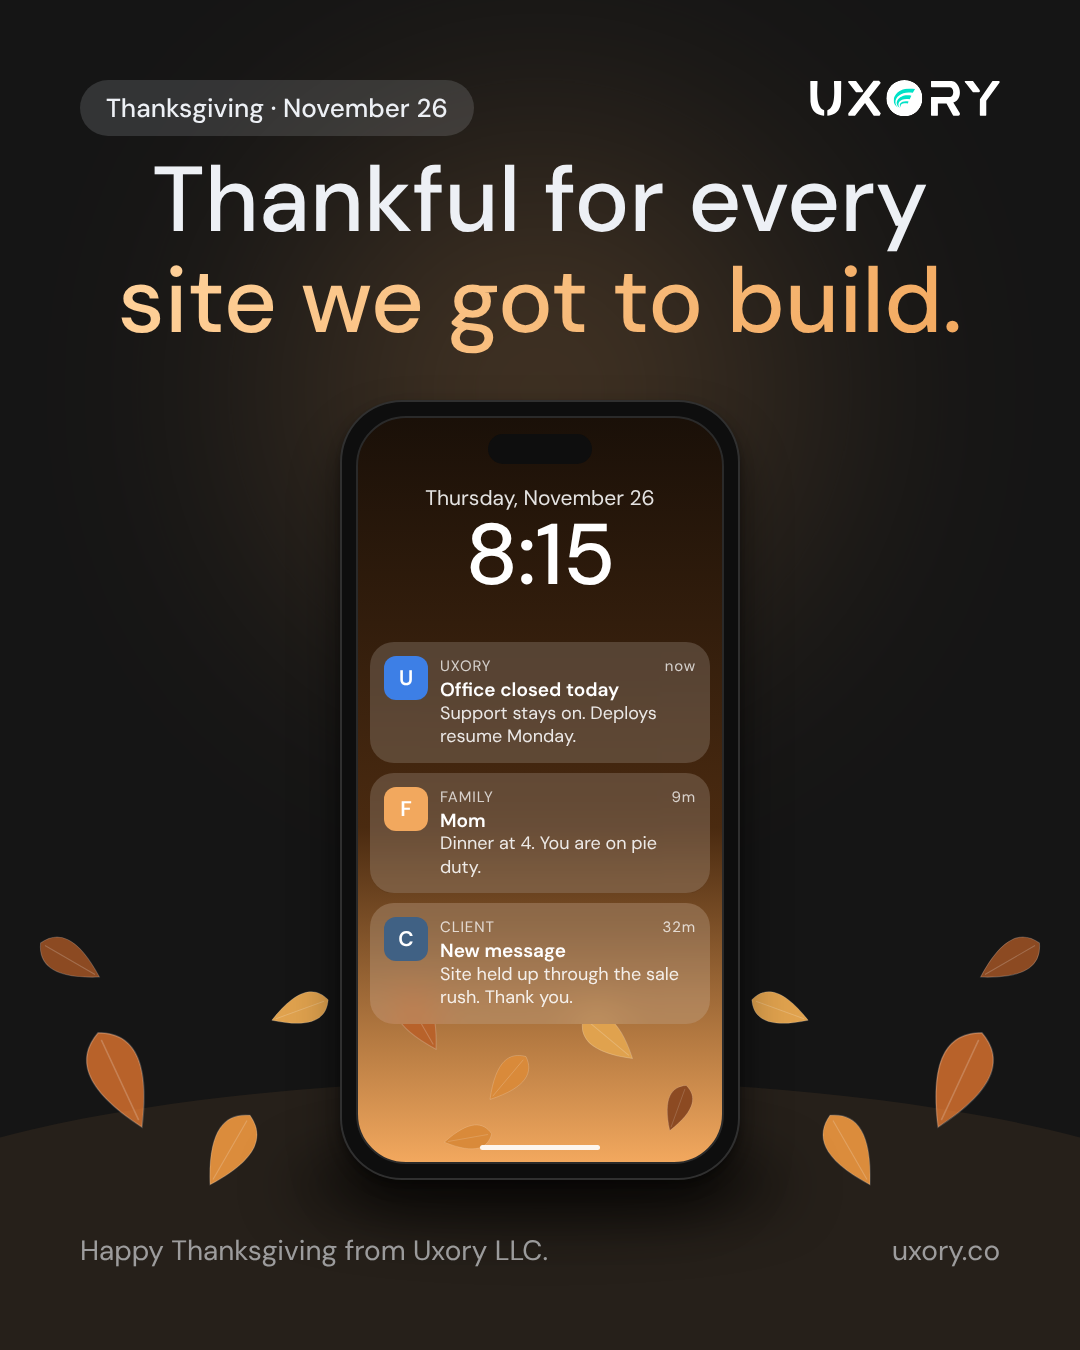 Thanksgiving · November 26
UXORY
Thankful for every
site we got to build.
Thursday, November 26
8:15
U
UXORY
now
Office closed today
Support stays on. Deploys
resume Monday.
F
FAMILY
9m
Mom
Dinner at 4. You are on pie
duty.
C
CLIENT
32m
New message
Site held up through the sale
rush. Thank you.
Happy Thanksgiving from Uxory LLC.
uxory.co